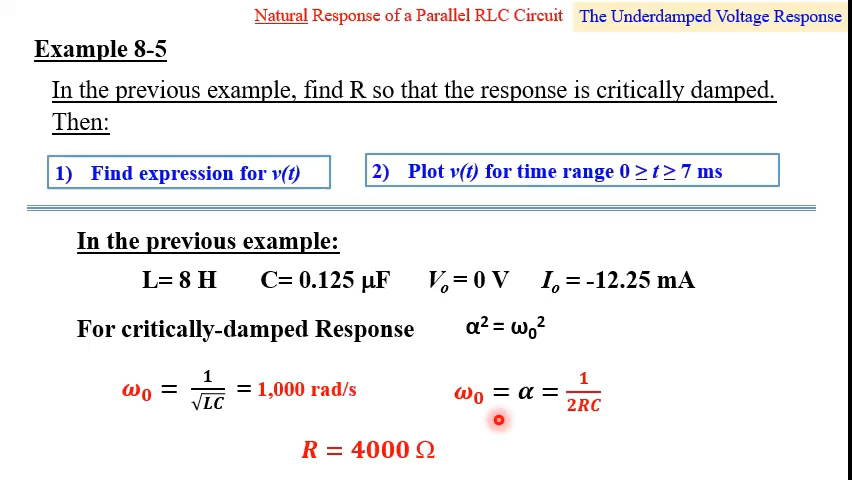 Natural Response of a Parallel RLC Circuit The Underdamped Voltage Response
Example 8-5
In the previous example, find R so that the response is critically damped.
Then:
1) Find expression for v(t)
2) Plot v(t) for time range 0 ≥ t ≥ 7 ms
In the previous example:
L= 8 H C= 0.125 µF Vₒ = 0 V Iₒ = -12.25 mA
For critically-damped Response α² = ω₀²
ω₀ = 1/√LC = 1,000 rad/s ω₀ = α = 1/2RC
R = 4000 Ω